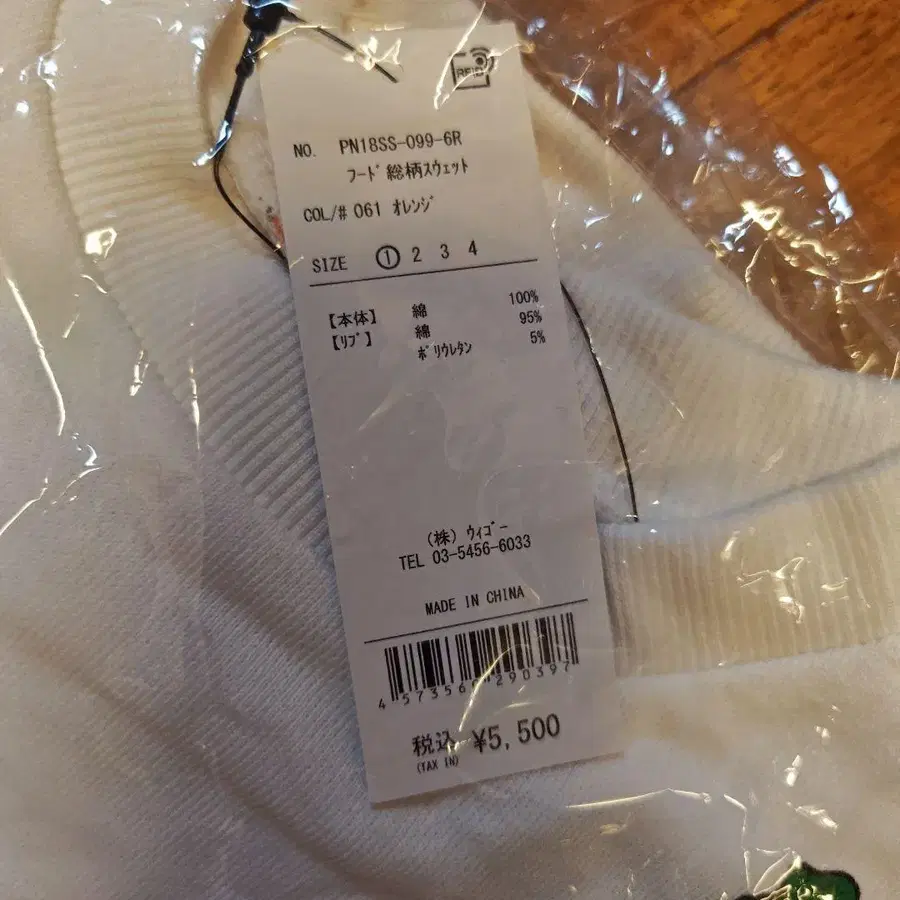 RFID
NO. PN18SS-099-6R
ﾌｰﾄﾞ総柄ｽｳｪｯﾄ
COL/# 061 ｵﾚﾝｼﾞ
SIZE ① 2 3 4
【本体】 綿 100%
【ﾘﾌﾞ】 綿 95%
ﾎﾟﾘｳﾚﾀﾝ 5%
(株) ｳｨｺﾞｰ
TEL 03-5456-6033
MADE IN CHINA
税込 ¥5,500
(TAX IN)